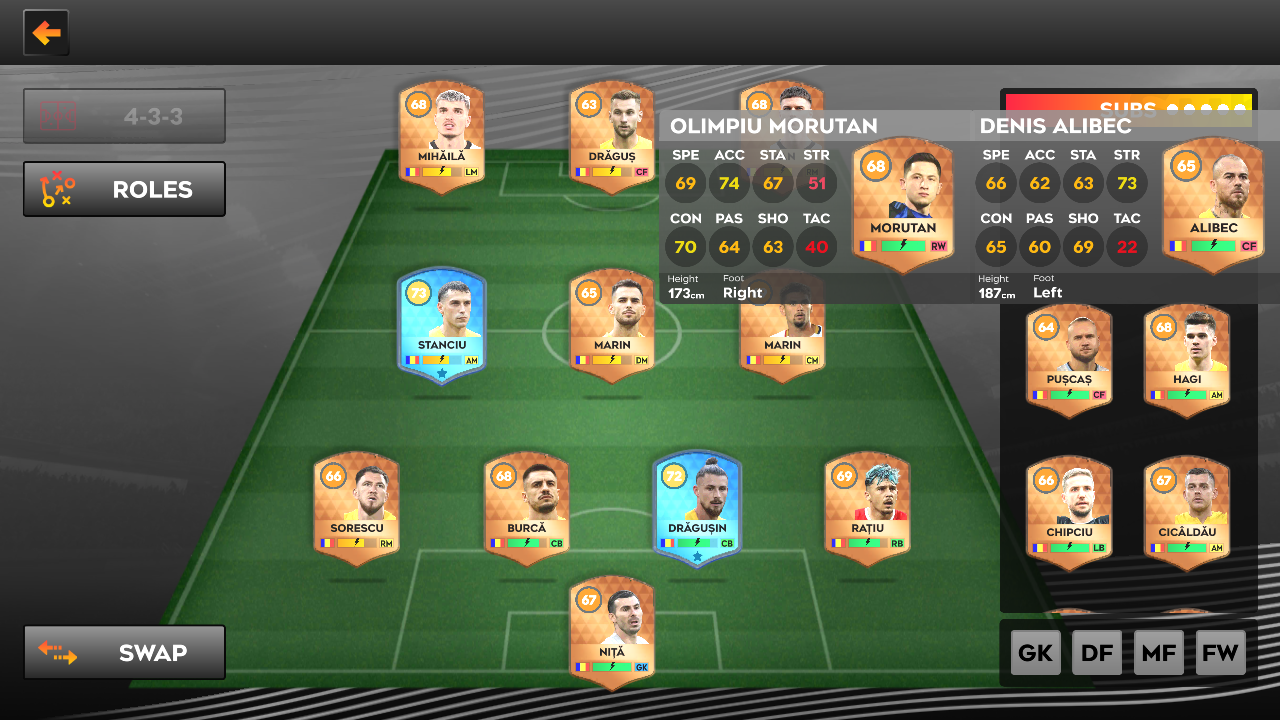 4-3-3
ROLES
SWAP
68
MIHĂILĂ
LM
63
DRĂGUȘ
CF
68
SUBS
OLIMPIU MORUTAN
SPE ACC STA STR
69 74 67 51
CON PAS SHO TAC
70 64 63 40
Height Foot
173cm Right
68
MORUTAN
RW
DENIS ALIBEC
SPE ACC STA STR
66 62 63 73
CON PAS SHO TAC
65 60 69 22
Height Foot
187cm Left
65
ALIBEC
CF
73
STANCIU
AM
65
MARIN
DM
MARIN
CM
64
PUȘCAȘ
CF
68
HAGI
AM
66
SORESCU
RM
68
BURCĂ
CB
72
DRĂGUȘIN
CB
69
RAȚIU
RB
66
CHIPCIU
LB
67
CICÂLDĂU
AM
67
NIȚĂ
GK
GK DF MF FW